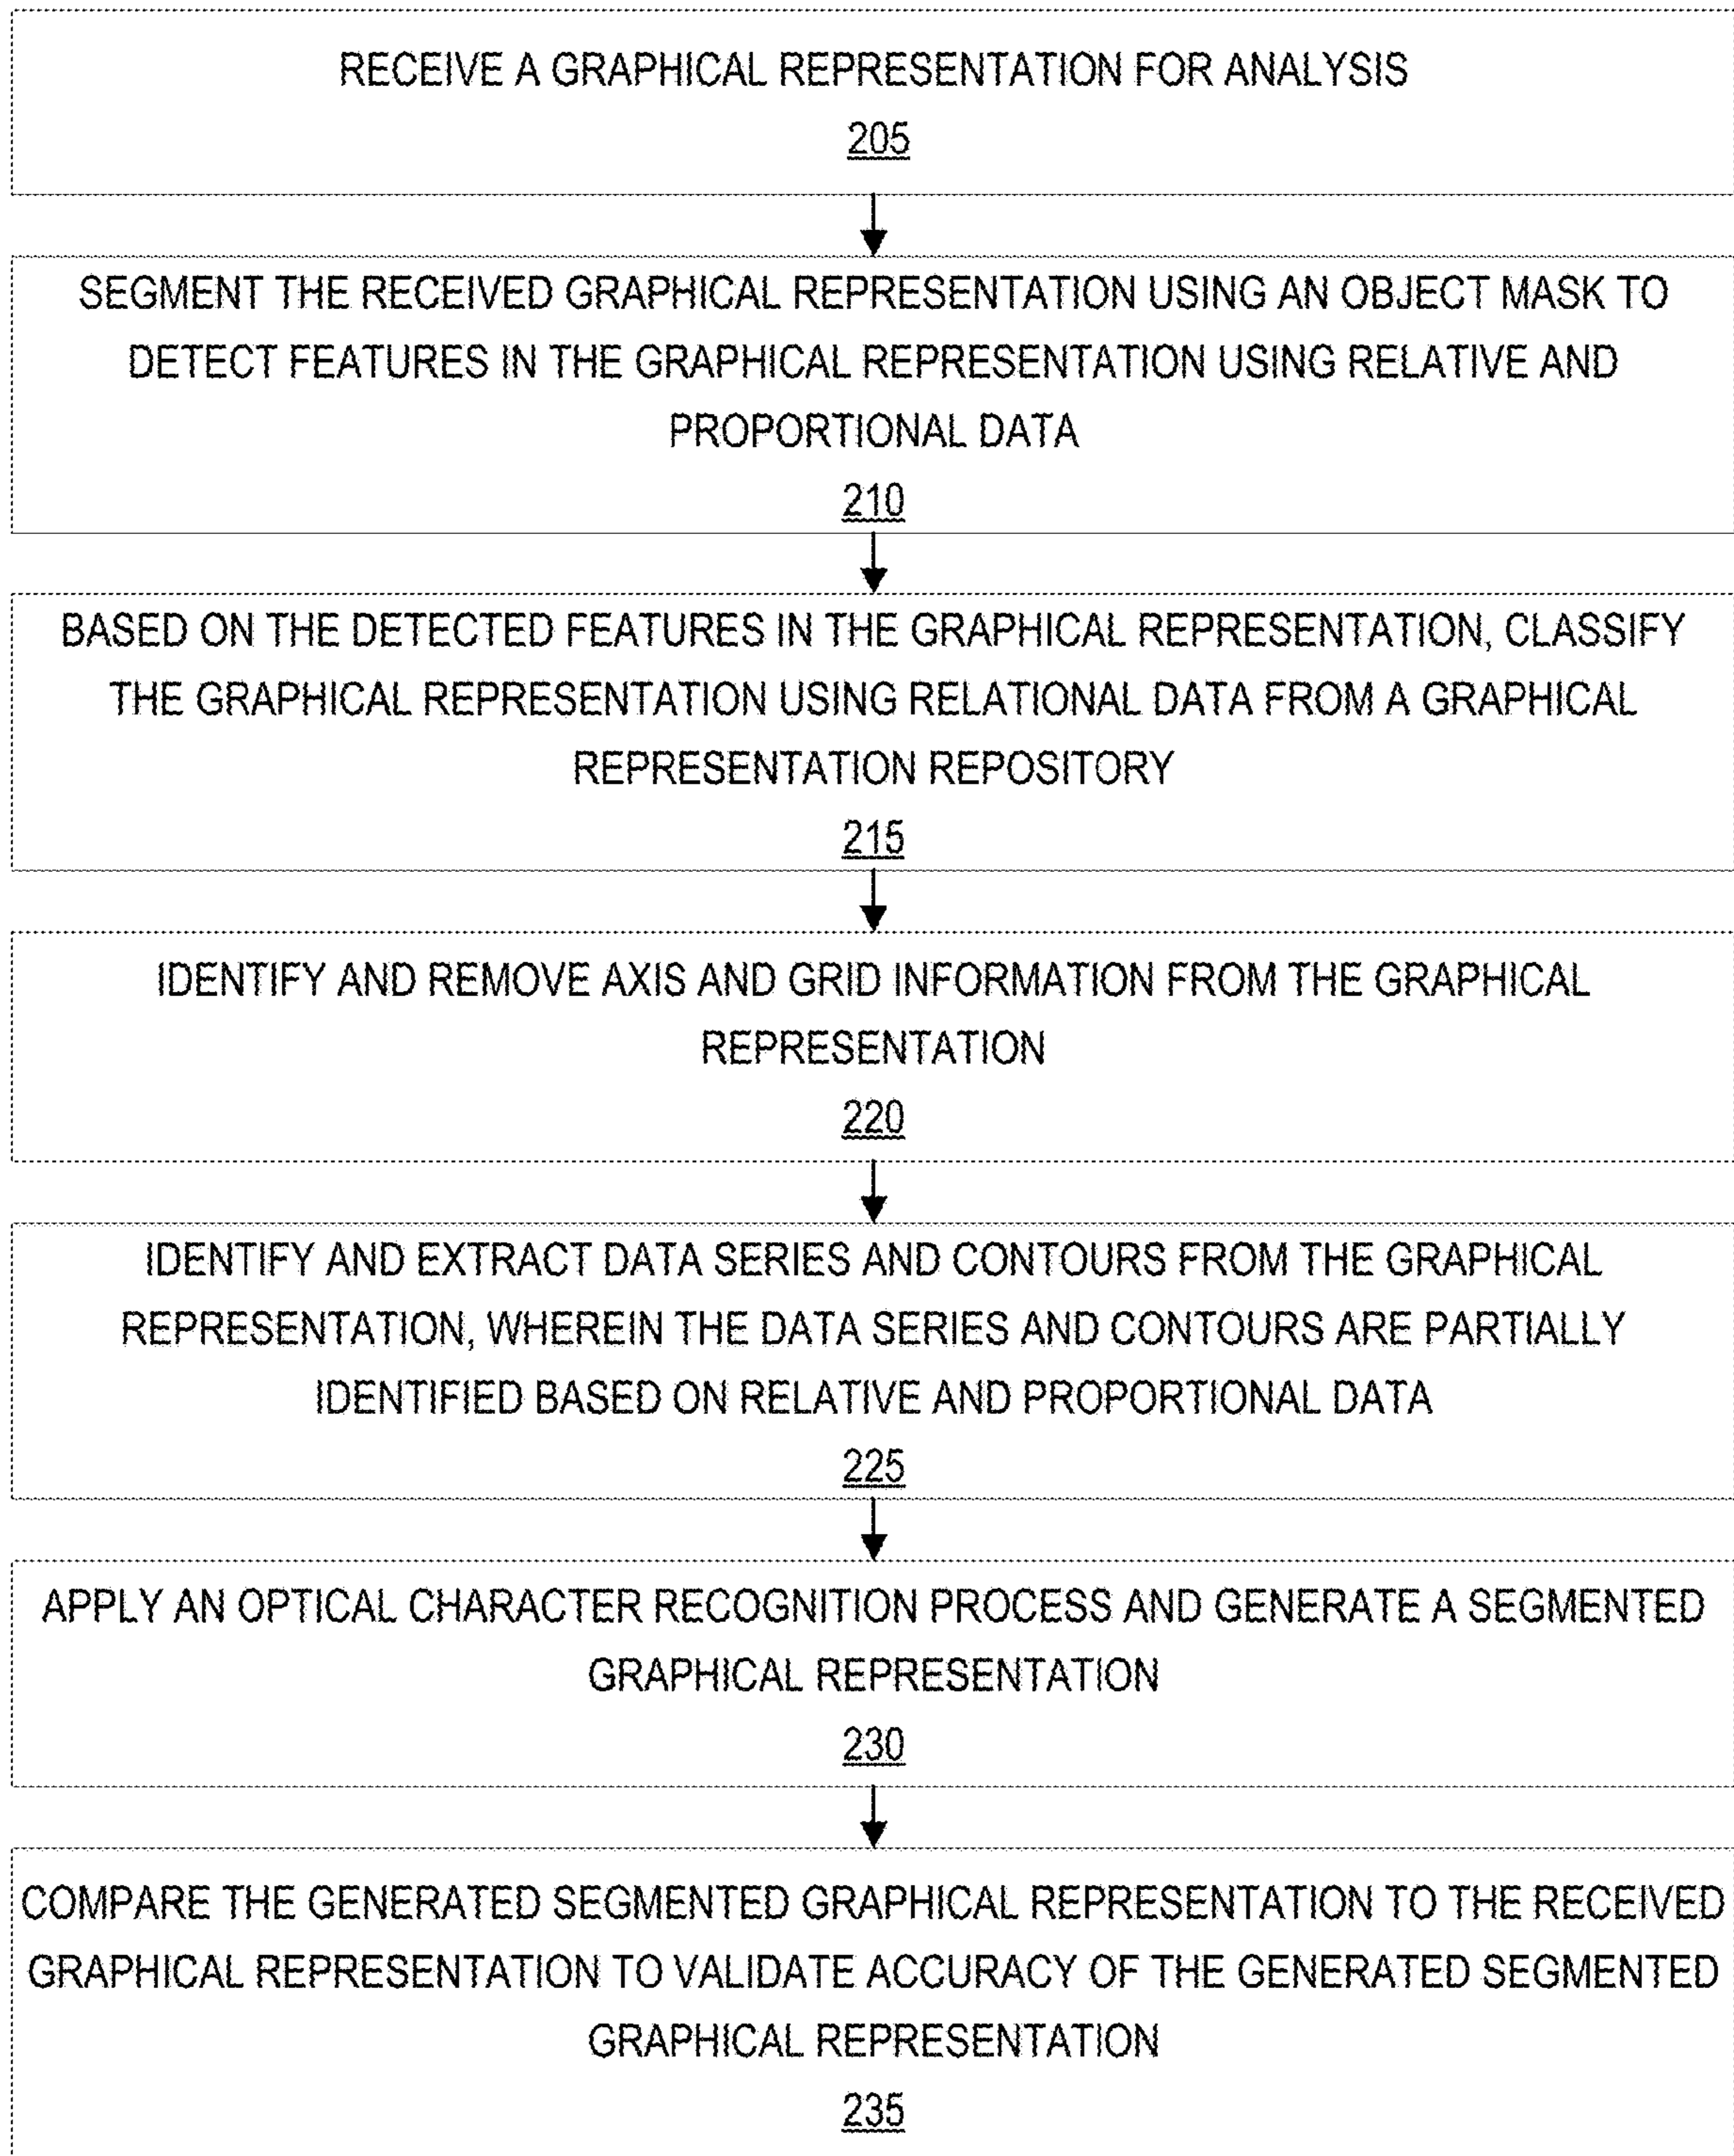 RECEIVE A GRAPHICAL REPRESENTATION FOR ANALYSIS
205
SEGMENT THE RECEIVED GRAPHICAL REPRESENTATION USING AN OBJECT MASK TO
DETECT FEATURES IN THE GRAPHICAL REPRESENTATION USING RELATIVE AND
PROPORTIONAL DATA
210
BASED ON THE DETECTED FEATURES IN THE GRAPHICAL REPRESENTATION, CLASSIFY
THE GRAPHICAL REPRESENTATION USING RELATIONAL DATA FROM A GRAPHICAL
REPRESENTATION REPOSITORY
215
IDENTIFY AND REMOVE AXIS AND GRID INFORMATION FROM THE GRAPHICAL
REPRESENTATION
220
IDENTIFY AND EXTRACT DATA SERIES AND CONTOURS FROM THE GRAPHICAL
REPRESENTATION, WHEREIN THE DATA SERIES AND CONTOURS ARE PARTIALLY
IDENTIFIED BASED ON RELATIVE AND PROPORTIONAL DATA
225
APPLY AN OPTICAL CHARACTER RECOGNITION PROCESS AND GENERATE A SEGMENTED
GRAPHICAL REPRESENTATION
230
COMPARE THE GENERATED SEGMENTED GRAPHICAL REPRESENTATION TO THE RECEIVED
GRAPHICAL REPRESENTATION TO VALIDATE ACCURACY OF THE GENERATED SEGMENTED
GRAPHICAL REPRESENTATION
235